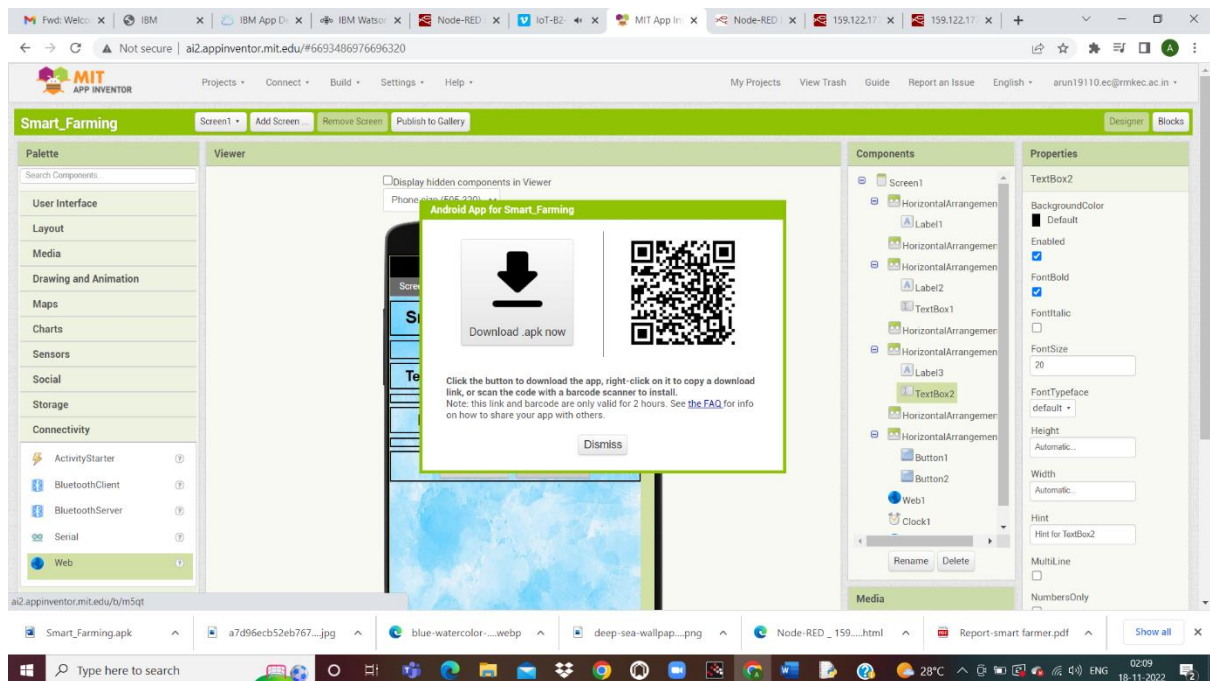 Fwd: Welco
IBM
IBM App De
IBM Watson
Node-RED
IoT-B2-
MIT App In
Node-RED
159.122.17
159.122.17
Not secure | ai2.appinventor.mit.edu/#6693486976696320
MIT
APP INVENTOR
Projects
Connect
Build
Settings
Help
My Projects
View Trash
Guide
Report an Issue
English
arun19110.ec@rmkec.ac.in
Smart_Farming
Screen1
Add Screen ...
Remove Screen
Publish to Gallery
Designer
Blocks
Palette
Search Components...
User Interface
Layout
Media
Drawing and Animation
Maps
Charts
Sensors
Social
Storage
Connectivity
ActivityStarter
BluetoothClient
BluetoothServer
Serial
Web
ai2.appinventor.mit.edu/b/m5qt
Viewer
Display hidden components in Viewer
Phone size (505,320)
Scree
S
Te
Android App for Smart_Farming
Download .apk now
Click the button to download the app, right-click on it to copy a download
link, or scan the code with a barcode scanner to install.
Note: this link and barcode are only valid for 2 hours. See the FAQ for info
on how to share your app with others.
Dismiss
Components
Screen1
HorizontalArrangemen
Label1
HorizontalArrangemen
HorizontalArrangemen
Label2
TextBox1
HorizontalArrangemen
HorizontalArrangemen
Label3
TextBox2
HorizontalArrangemen
HorizontalArrangemen
Button1
Button2
Web1
Clock1
Rename
Delete
Media
Properties
TextBox2
BackgroundColor
Default
Enabled
FontBold
FontItalic
FontSize
20
FontTypeface
default
Height
Automatic...
Width
Automatic...
Hint
Hint for TextBox2
MultiLine
NumbersOnly
Smart_Farming.apk
a7d96ecb52eb767....jpg
blue-watercolor-....webp
deep-sea-wallpap....png
Node-RED _ 159.....html
Report-smart farmer.pdf
Show all
Type here to search
28°C
ENG
02:09
18-11-2022